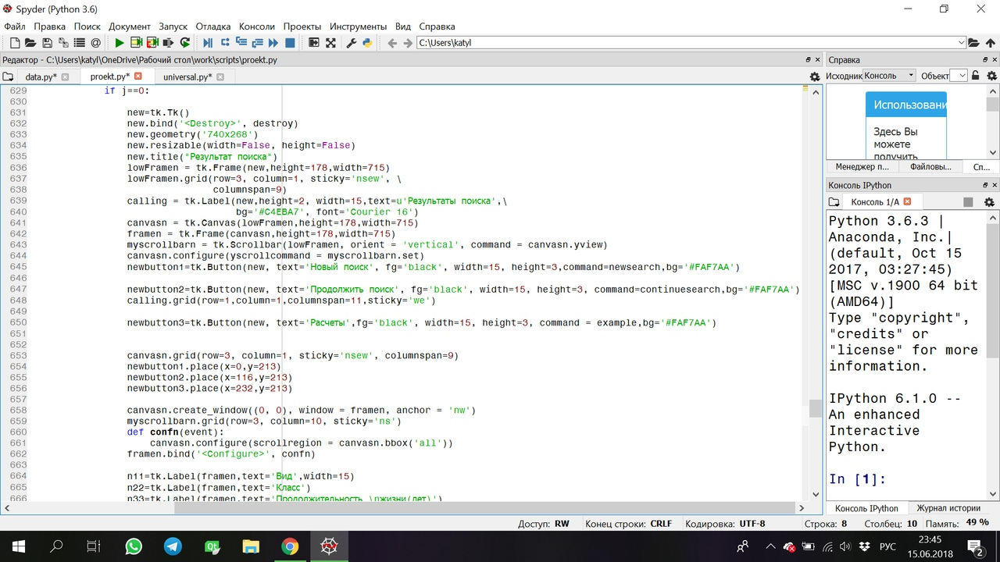 Spyder (Python 3.6)
Файл Правка Поиск Документ Запуск Отладка Консоли Проекты Инструменты Вид Справка
C:\Users\katyl
Редактор - C:\Users\katyl\OneDrive\Рабочий стол\work\scripts\proekt.py
data.py* proekt.py* universal.py*
629 if j==0:
630
631 new=tk.Tk()
632 new.bind('<Destroy>', destroy)
633 new.geometry('740x268')
634 new.resizable(width=False, height=False)
635 new.title("Результат поиска")
636 lowFramen = tk.Frame(new,height=178,width=715)
637 lowFramen.grid(row=3, column=1, sticky='nsew', \
638 columnspan=9)
639 calling = tk.Label(new,height=2, width=15,text=u'Результаты поиска',\
640 bg='#C4EBA7', font='Courier 16')
641 canvasn = tk.Canvas(lowFramen,height=178,width=715)
642 framen = tk.Frame(canvasn,height=178,width=715)
643 myscrollbarn = tk.Scrollbar(lowFramen, orient = 'vertical', command = canvasn.yview)
644 canvasn.configure(yscrollcommand = myscrollbarn.set)
645 newbutton1=tk.Button(new, text='Новый поиск', fg='black', width=15, height=3,command=newsearch,bg='#FAF7AA')
646
647 newbutton2=tk.Button(new, text='Продолжить поиск', fg='black', width=15, height=3, command=continuesearch,bg='#FAF7AA')
648 calling.grid(row=1,column=1,columnspan=11,sticky='we')
649
650 newbutton3=tk.Button(new, text='Расчеты',fg='black', width=15, height=3, command = example,bg='#FAF7AA')
651
652
653 canvasn.grid(row=3, column=1, sticky='nsew', columnspan=9)
654 newbutton1.place(x=0,y=213)
655 newbutton2.place(x=116,y=213)
656 newbutton3.place(x=232,y=213)
657
658 canvasn.create_window((0, 0), window = framen, anchor = 'nw')
659 myscrollbarn.grid(row=3, column=10, sticky='ns')
660 def confn(event):
661 canvasn.configure(scrollregion = canvasn.bbox('all'))
662 framen.bind('<Configure>', confn)
663
664 n11=tk.Label(framen,text='Вид',width=15)
665 n22=tk.Label(framen,text='Класс')
666 n33=tk.Label(framen,text='Продолжительность \nжизни(лет)')
Справка
Исходник Консоль Объект
Использовани
Здесь Вы
можете
получить
Менеджер п... Файловы... Сп...
Консоль IPython
Консоль 1/A
Python 3.6.3 |
Anaconda, Inc.|
(default, Oct 15
2017, 03:27:45)
[MSC v.1900 64 bit
(AMD64)]
Type "copyright",
"credits" or
"license" for more
information.
IPython 6.1.0 --
An enhanced
Interactive
Python.
In [1]:
Консоль IPython Журнал истории
Доступ: RW Конец строки: CRLF Кодировка: UTF-8 Строка: 8 Столбец: 10 Память: 49 %
Qt
РУС
23:45
15.06.2018
2